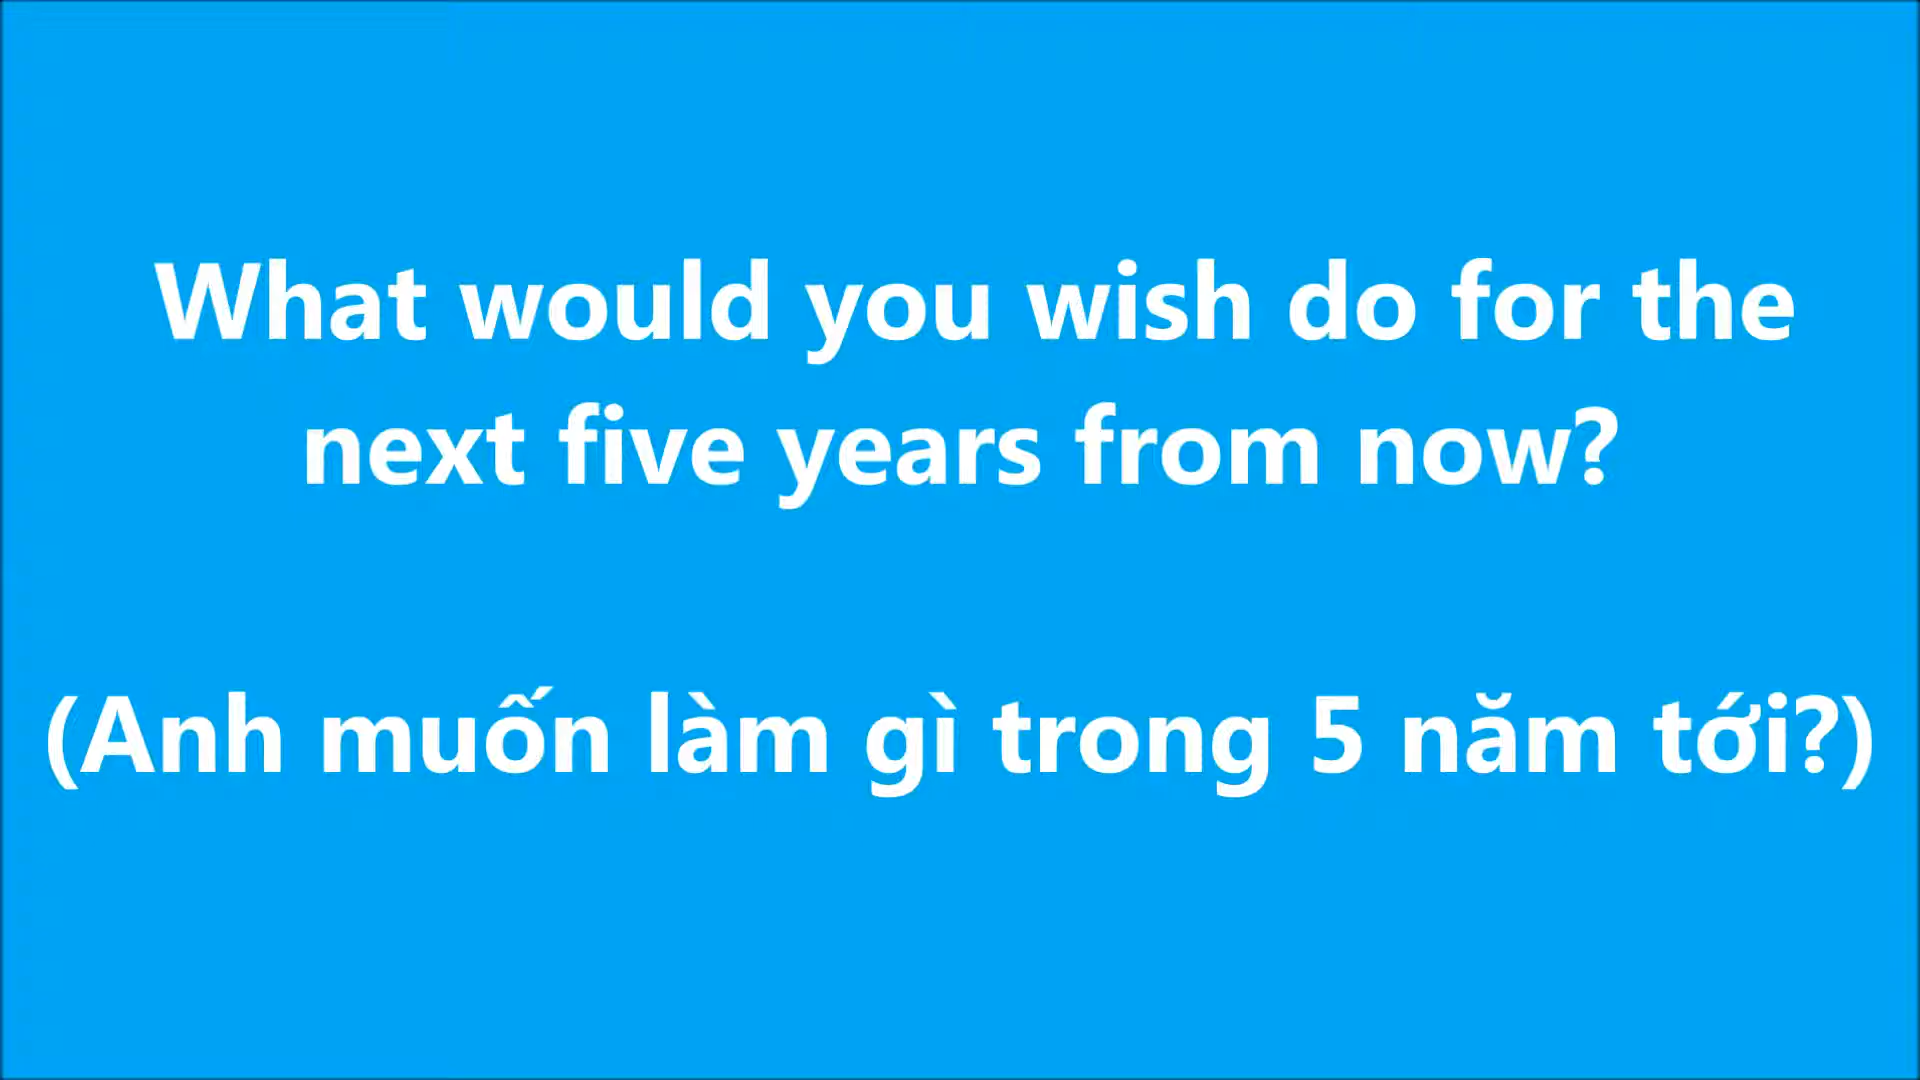 What would you wish do for the
next five years from now?
(Anh muốn làm gì trong 5 năm tới?)